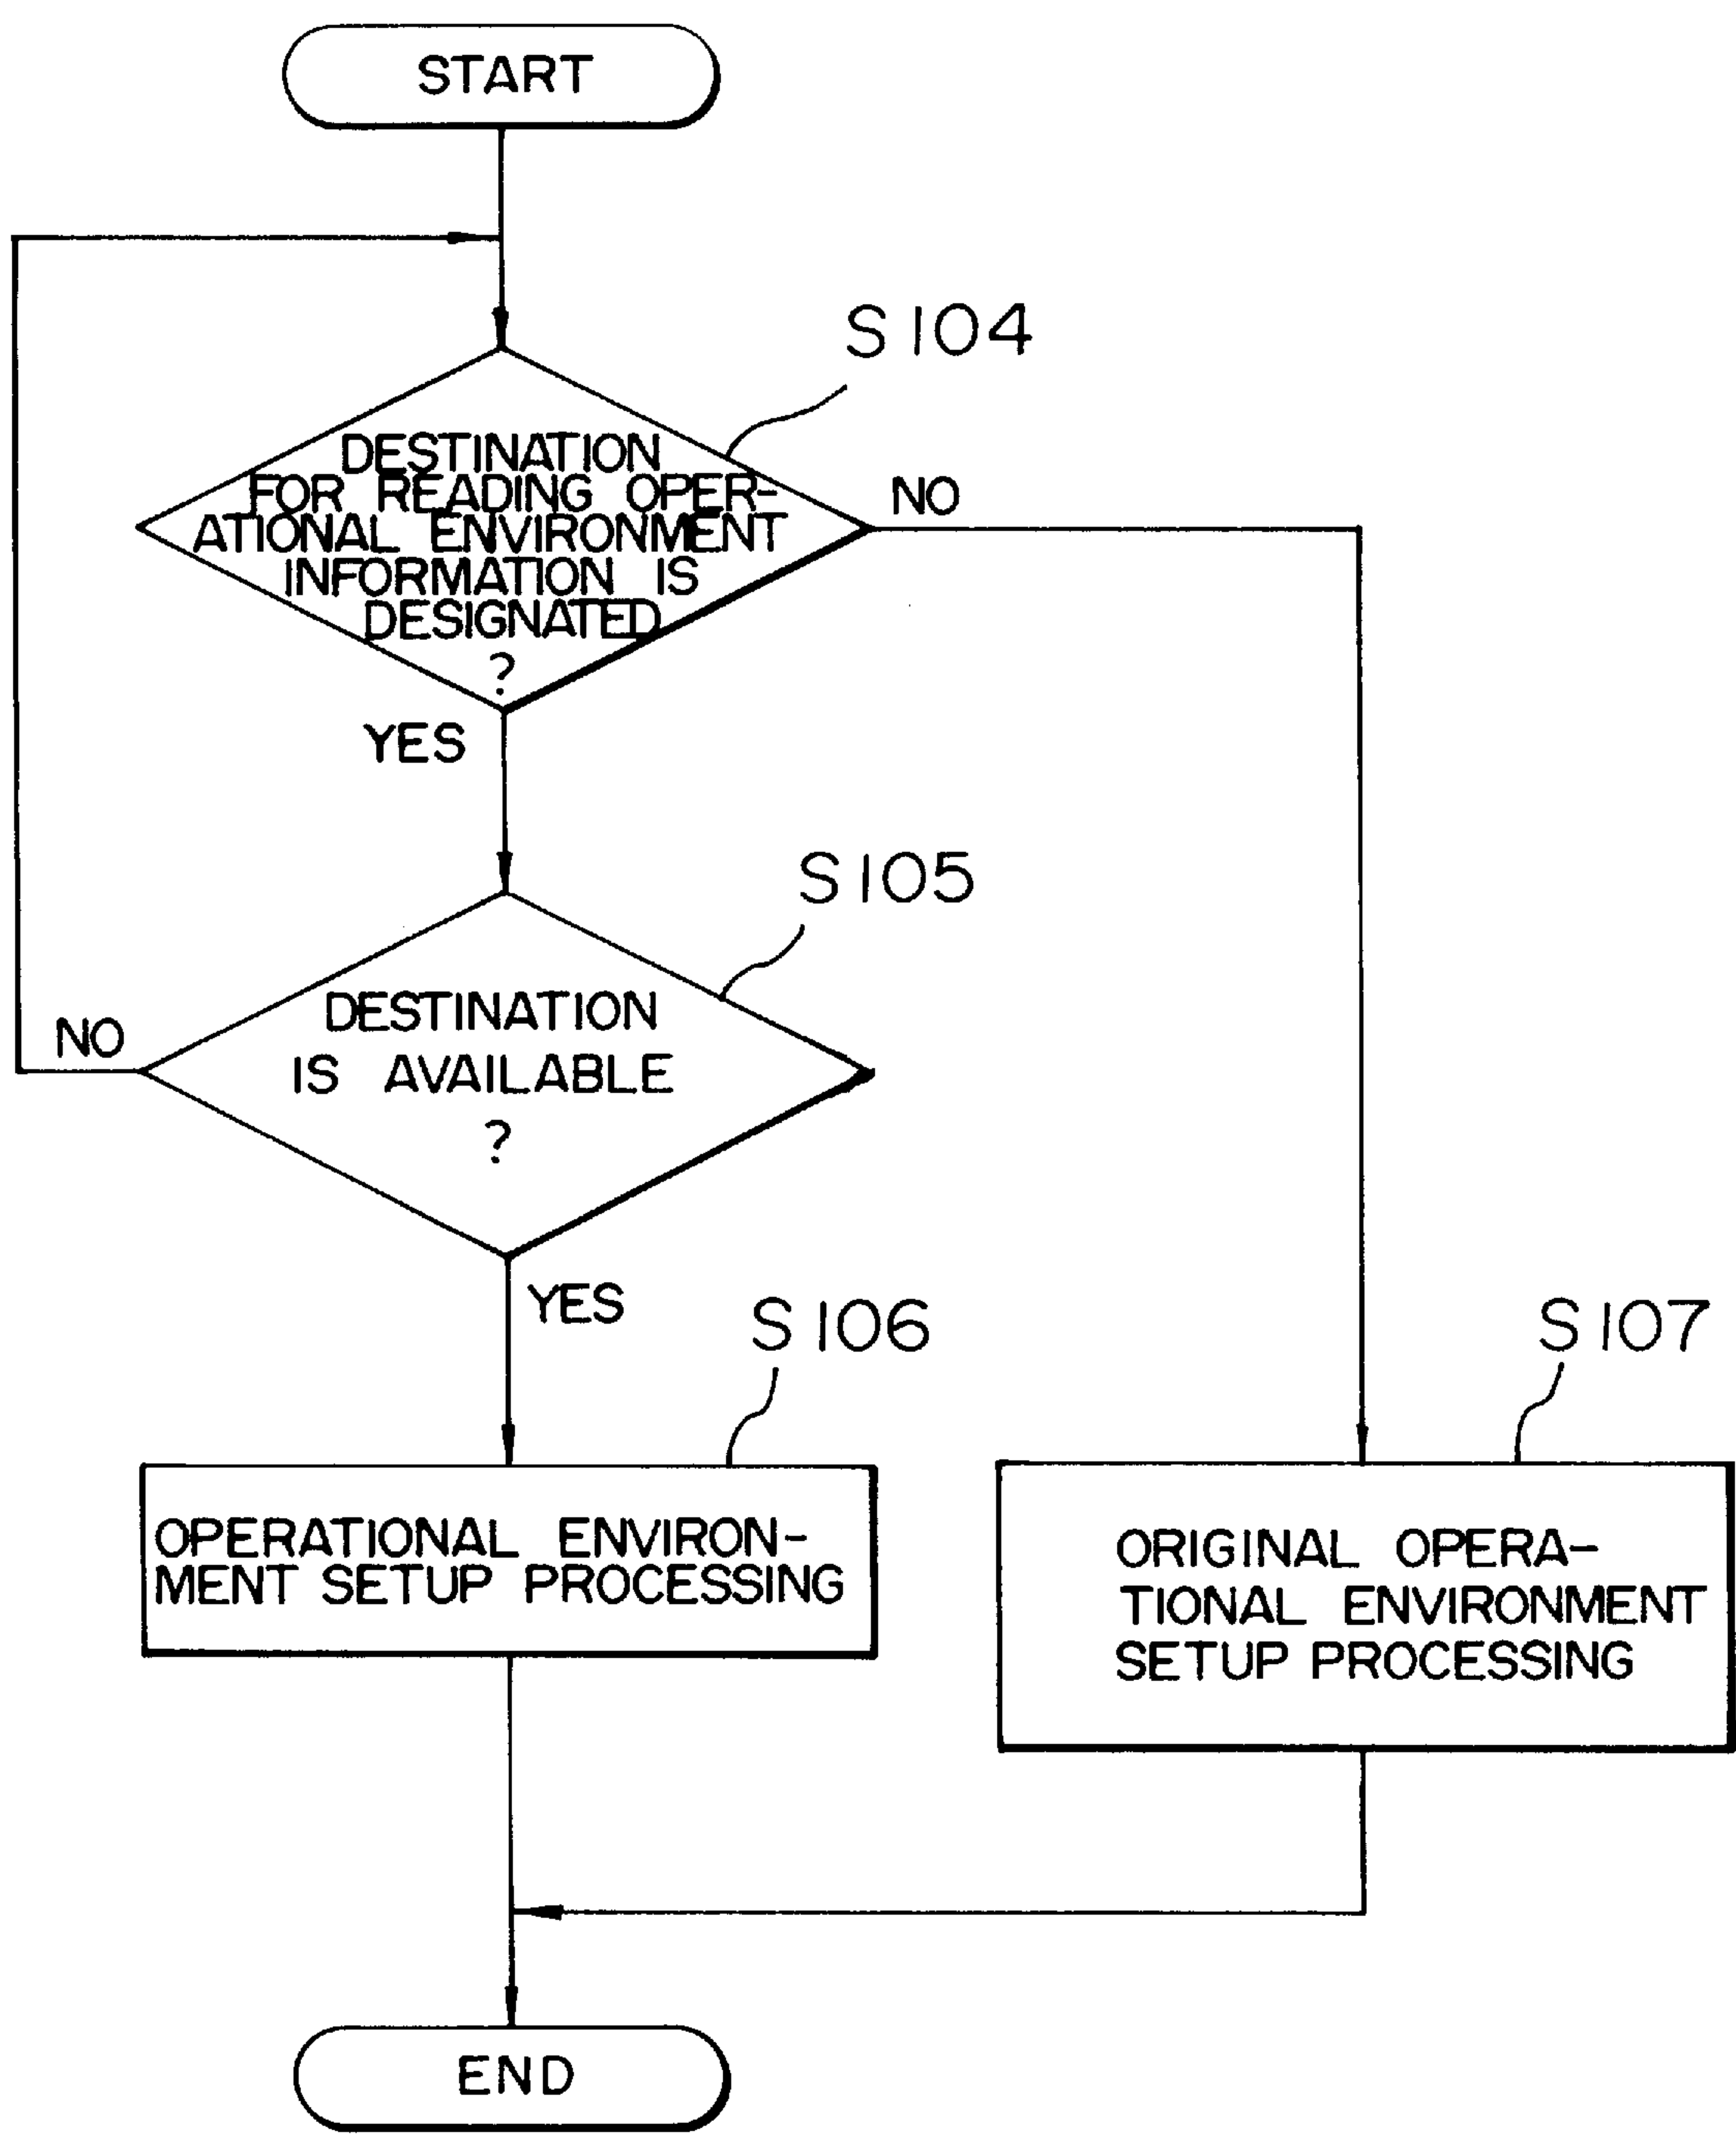 START
S104
DESTINATION
FOR READING OPER-
ATIONAL ENVIRONMENT
INFORMATION IS
DESIGNATED
?
NO
YES
S105
DESTINATION
IS AVAILABLE
?
NO
YES
S106
S107
OPERATIONAL ENVIRON-
MENT SETUP PROCESSING
ORIGINAL OPERA-
TIONAL ENVIRONMENT
SETUP PROCESSING
END